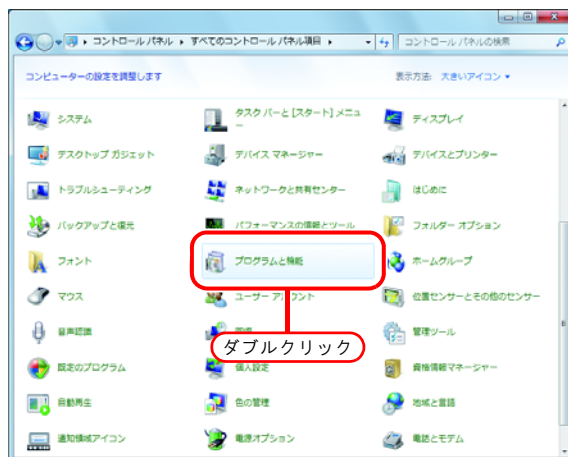 コントロール パネル ▸ すべてのコントロール パネル項目 ▸
コントロール パネルの検索
コンピューターの設定を調整します
表示方法: 大きいアイコン
システム
タスク バーと [スタート] メニュー
ディスプレイ
デスクトップ ガジェット
デバイス マネージャー
デバイスとプリンター
トラブルシューティング
ネットワークと共有センター
はじめに
バックアップと復元
パフォーマンスの情報とツール
フォルダー オプション
フォント
プログラムと機能
ホームグループ
マウス
ユーザー アカウント
位置センサーとその他のセンサー
音声認識
管理ツール
ダブルクリック
既定のプログラム
個人設定
資格情報マネージャー
自動再生
色の管理
地域と言語
通知領域アイコン
電源オプション
電話とモデム